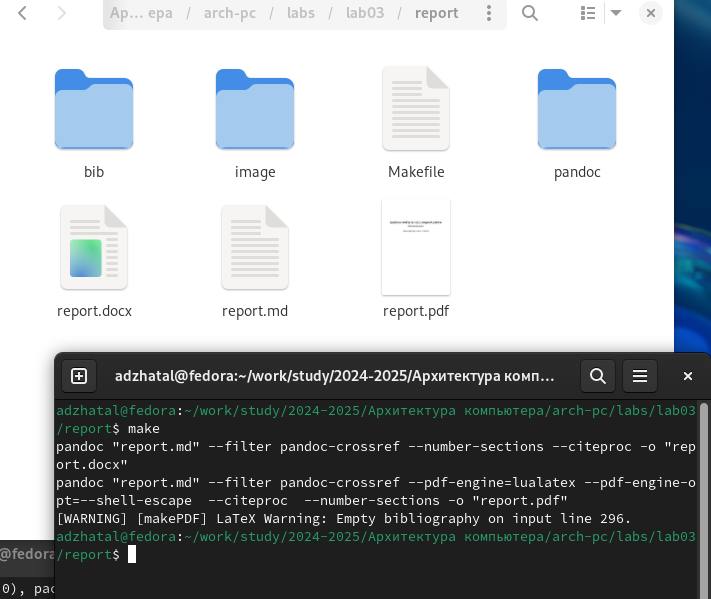 Ар... ера / arch-pc / labs / lab03 / report
bib
image
Makefile
pandoc
report.docx
report.md
report.pdf
adzhatal@fedora:~/work/study/2024-2025/Архитектура комп...
adzhatal@fedora:~/work/study/2024-2025/Архитектура компьютера/arch-pc/labs/lab03
/report$ make
pandoc "report.md" --filter pandoc-crossref --number-sections --citeproc -o "rep
ort.docx"
pandoc "report.md" --filter pandoc-crossref --pdf-engine=lualatex --pdf-engine-o
pt=--shell-escape  --citeproc  --number-sections -o "report.pdf"
[WARNING] [makePDF] LaTeX Warning: Empty bibliography on input line 296.
adzhatal@fedora:~/work/study/2024-2025/Архитектура компьютера/arch-pc/labs/lab03
/report$
@fedora
0), рас